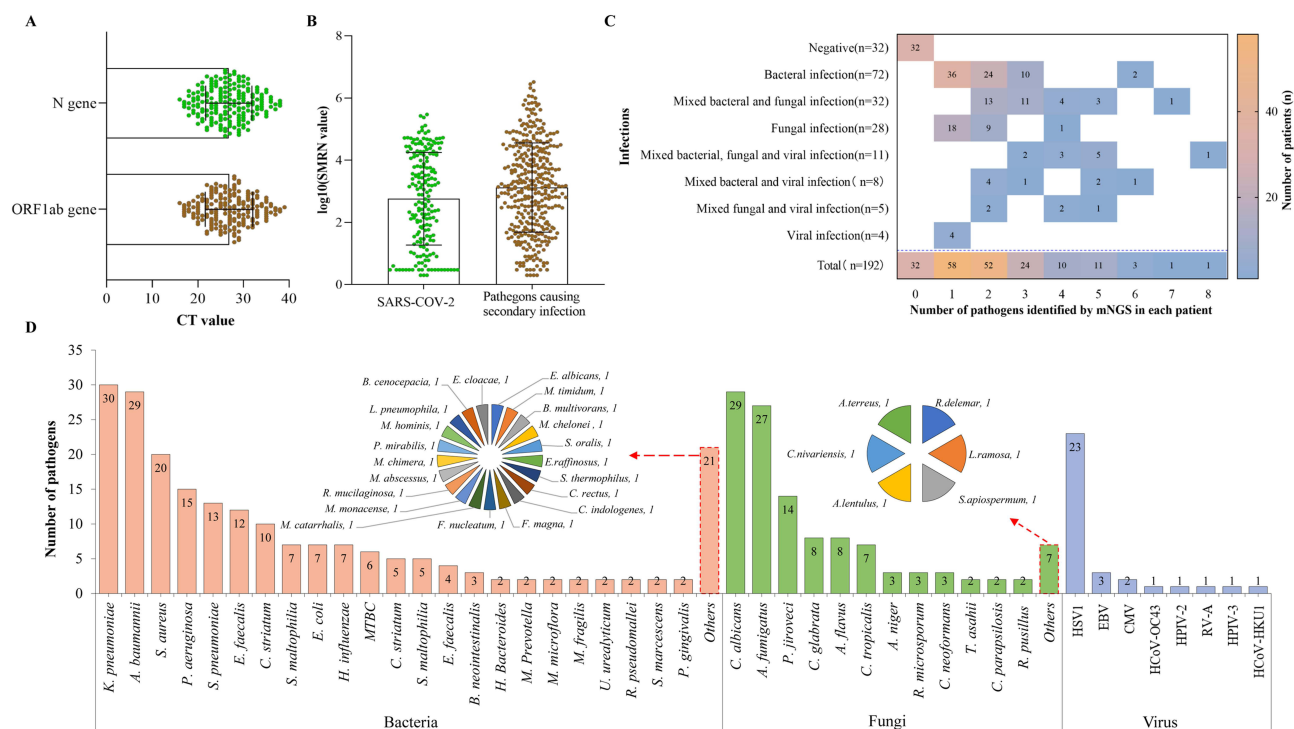 A
N gene
ORF1ab gene
0 10 20 30 40
CT value
B
log10(SMRN value)
8
6
4
2
0
SARS-COV-2
Pathegons causing
secondary infection
C
Infections
Negative(n=32) 32
Bacteral infection(n=72) 36 24 10 2
Mixed bacterial and fungal infection(n=32) 13 11 4 3 1
Fungal infection(n=28) 18 9 1
Mixed bacterial, fungal and viral infection(n=11) 2 3 5 1
Mixed bacteral and viral infection( n=8) 4 1 2 1
Mixed fungal and viral infection(n=5) 2 2 1
Viral infection(n=4) 4
Total( n=192) 32 58 52 24 10 11 3 1 1
0 1 2 3 4 5 6 7 8
Number of pathogens identified by mNGS in each patient
40
20
Number of patients (n)
D
Number of pathogens
35
30
25
20
15
10
5
0
30 29 20 15 13 12 10 7 7 7 6 5 5 4 3 2 2 2 2 2 2 2 2 21
29 27 14 8 8 7 3 3 3 2 2 2 7
23 3 2 1 1 1 1 1
B. cenocepacia, 1
E. cloacae, 1
E. albicans, 1
M. timidum, 1
B. multivorans, 1
M. chelonei , 1
S. oralis, 1
E.raffinosus, 1
S. thermophilus, 1
C. rectus, 1
C. indologenes, 1
F. magna, 1
F. nucleatum, 1
M. catarrhalis, 1
M. monacense, 1
R. mucilaginosa, 1
M. abscessus, 1
M. chimera, 1
P. mirabilis, 1
M. hominis, 1
L. pneumophila, 1
A.terreus, 1
R.delemar, 1
C.nivariensis, 1
L.ramosa, 1
A.lentulus, 1
S.apiospermum, 1
K. pneumoniae
A. baumannii
S. aureus
P. aeruginosa
S. pneumoniae
E. faecalis
C. striatum
S. maltophilia
E. coli
H. influenzae
MTBC
C. striatum
S. maltophilia
E. faecalis
B. neointestinalis
H. Bacteroides
M. Prevotella
M. microflora
M. fragilis
U. urealyticum
R. pseudomallei
S. marcescens
P. gingivalis
Others
C. albicans
A. fumigatus
P. jiroveci
C. glabrata
A. flavus
C. tropicalis
A. niger
R. microsporum
C. neoformans
T. asahii
C. parapsilosis
R. pusillus
Others
HSV1
EBV
CMV
HCoV-OC43
HPIV-2
RV-A
HPIV-3
HCoV-HKU1
Bacteria
Fungi
Virus